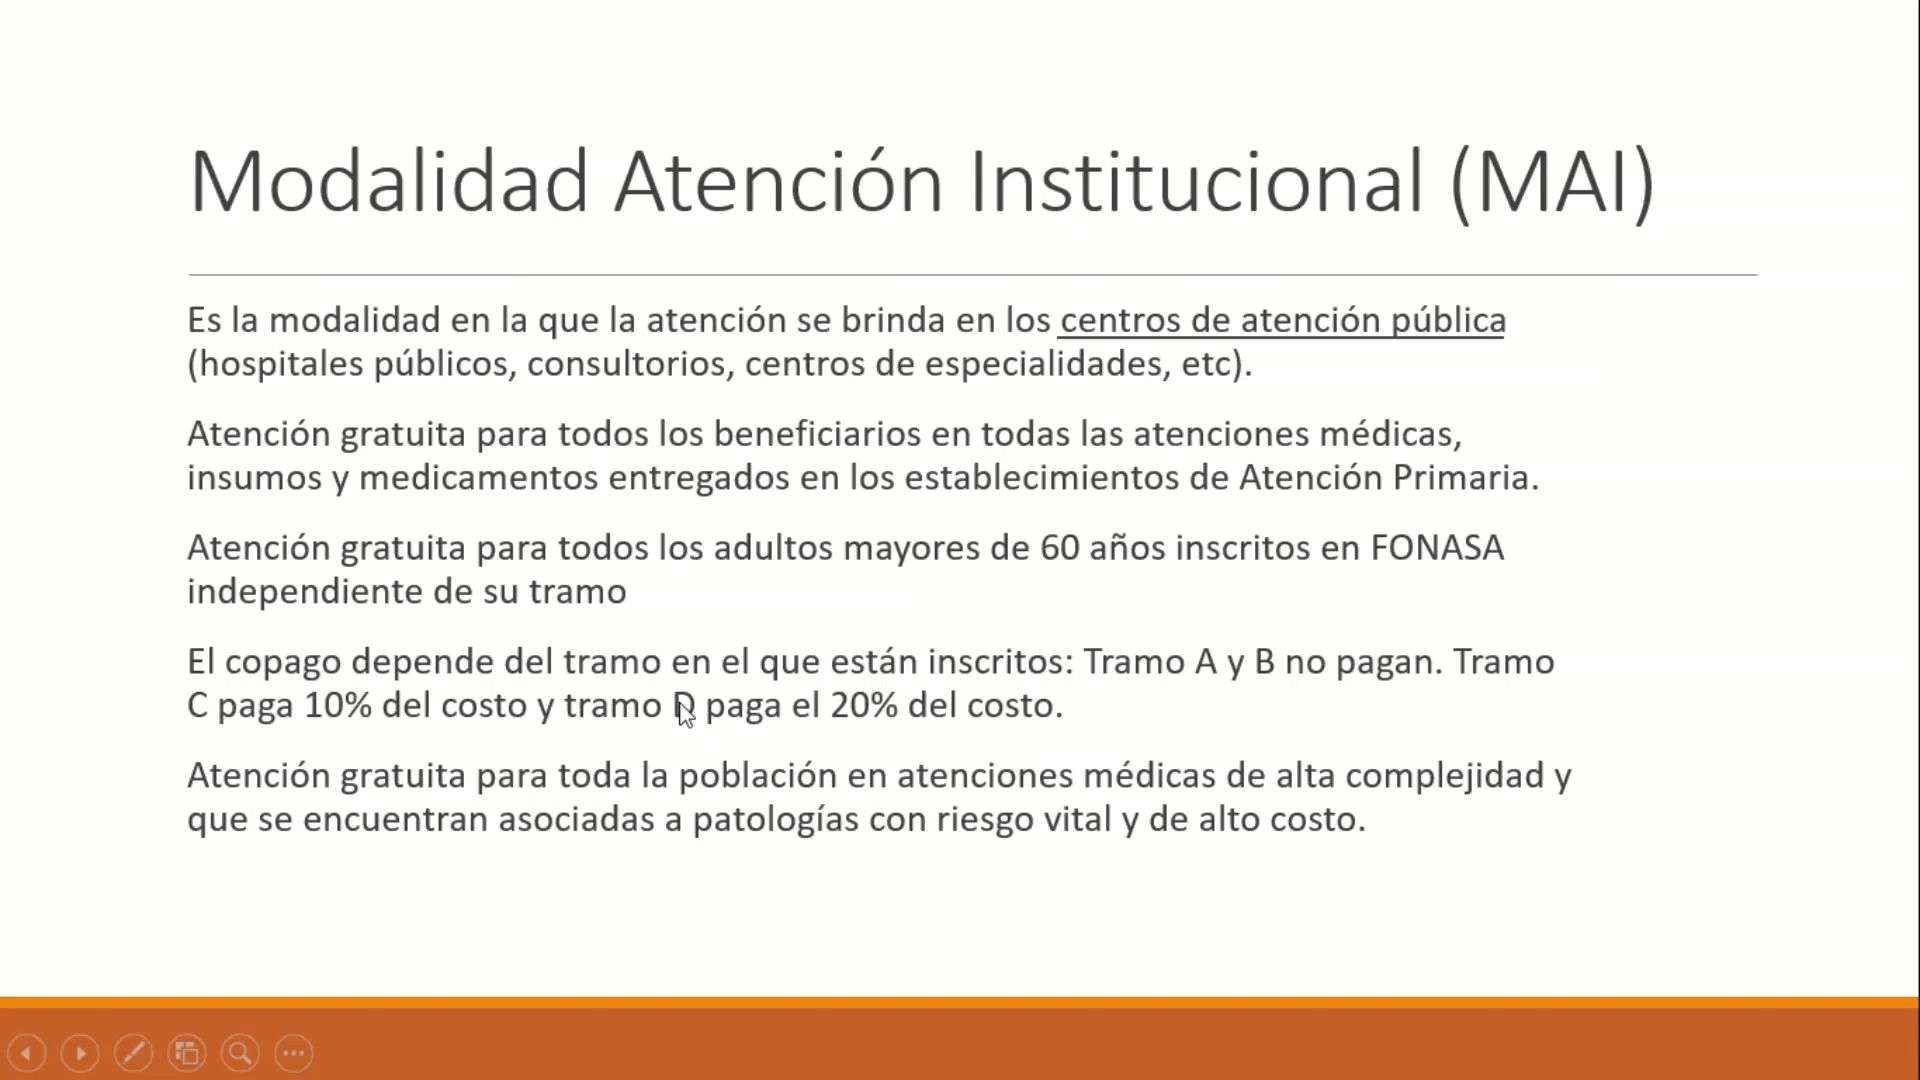 Modalidad Atención Institucional (MAI)
Es la modalidad en la que la atención se brinda en los centros de atención pública
(hospitales públicos, consultorios, centros de especialidades, etc).
Atención gratuita para todos los beneficiarios en todas las atenciones médicas,
insumos y medicamentos entregados en los establecimientos de Atención Primaria.
Atención gratuita para todos los adultos mayores de 60 años inscritos en FONASA
independiente de su tramo
El copago depende del tramo en el que están inscritos: Tramo A y B no pagan. Tramo
C paga 10% del costo y tramo D paga el 20% del costo.
Atención gratuita para toda la población en atenciones médicas de alta complejidad y
que se encuentran asociadas a patologías con riesgo vital y de alto costo.